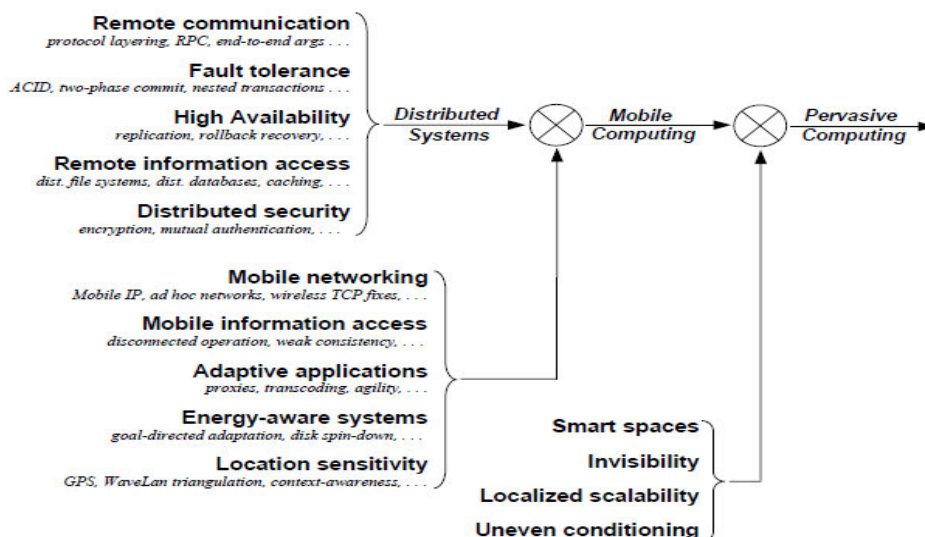 Remote communication
protocol layering, RPC, end-to-end args . . .
Fault tolerance
ACID, two-phase commit, nested transactions . . .
High Availability
replication, rollback recovery, . . .
Remote information access
dist. file systems, dist. databases, caching, . . .
Distributed security
encryption, mutual authentication, . . .
Distributed
Systems
Mobile
Computing
Pervasive
Computing
Mobile networking
Mobile IP, ad hoc networks, wireless TCP fixes, . . .
Mobile information access
disconnected operation, weak consistency, . . .
Adaptive applications
proxies, transcoding, agility, . . .
Energy-aware systems
goal-directed adaptation, disk spin-down, . . .
Location sensitivity
GPS, WaveLan triangulation, context-awareness, . . .
Smart spaces
Invisibility
Localized scalability
Uneven conditioning